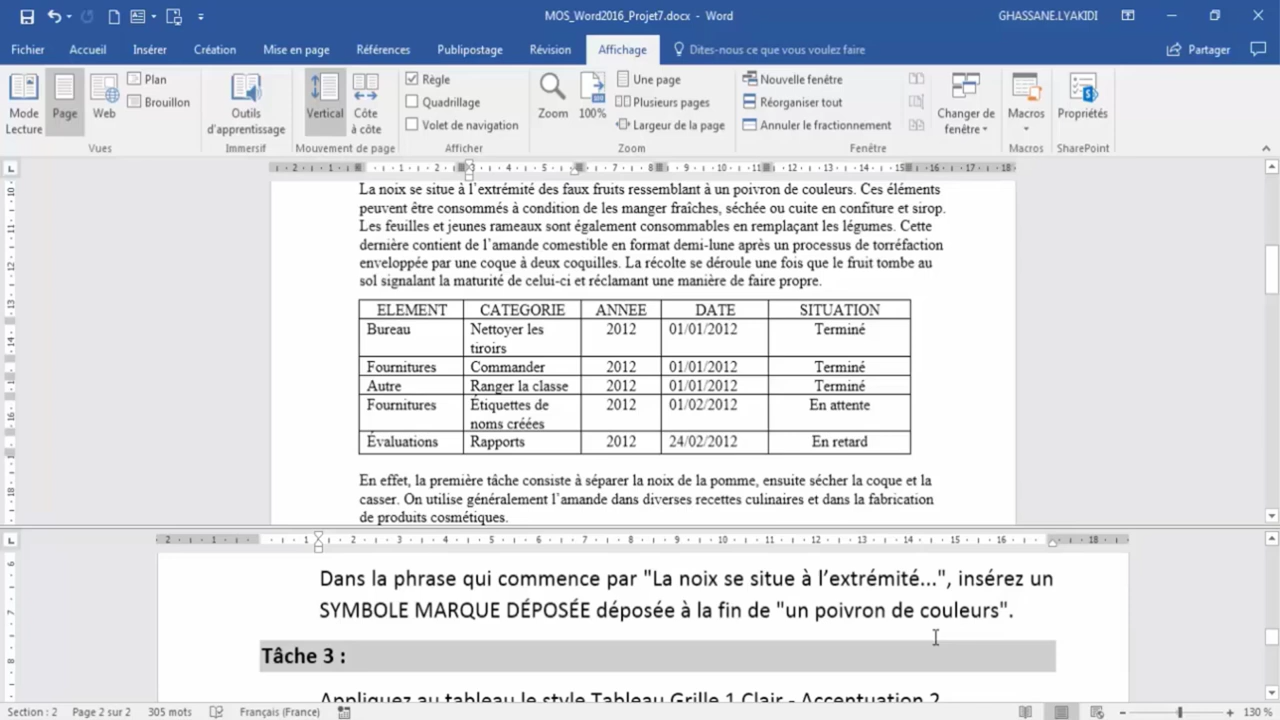 MOS_Word2016_Projet7.docx - Word
GHASSANE.LYAKIDI
Fichier Accueil Insérer Création Mise en page Références Publipostage Révision Affichage Dites-nous ce que vous voulez faire Partager
Mode Lecture
Page
Web
Plan
Brouillon
Vues
Outils d'apprentissage
Immersif
Vertical
Côte à côte
Mouvement de page
Règle
Quadrillage
Volet de navigation
Afficher
Zoom
100%
Une page
Plusieurs pages
Largeur de la page
Zoom
Nouvelle fenêtre
Réorganiser tout
Annuler le fractionnement
Changer de fenêtre
Fenêtre
Macros
Macros
Propriétés
SharePoint
La noix se situe à l'extrémité des faux fruits ressemblant à un poivron de couleurs. Ces éléments
peuvent être consommés à condition de les manger fraîches, séchée ou cuite en confiture et sirop.
Les feuilles et jeunes rameaux sont également consommables en remplaçant les légumes. Cette
dernière contient de l'amande comestible en format demi-lune après un processus de torréfaction
enveloppée par une coque à deux coquilles. La récolte se déroule une fois que le fruit tombe au
sol signalant la maturité de celui-ci et réclamant une manière de faire propre.
ELEMENT CATEGORIE ANNEE DATE SITUATION
Bureau Nettoyer les tiroirs 2012 01/01/2012 Terminé
Fournitures Commander 2012 01/01/2012 Terminé
Autre Ranger la classe 2012 01/01/2012 Terminé
Fournitures Étiquettes de noms créées 2012 01/02/2012 En attente
Évaluations Rapports 2012 24/02/2012 En retard
En effet, la première tâche consiste à séparer la noix de la pomme, ensuite sécher la coque et la
casser. On utilise généralement l'amande dans diverses recettes culinaires et dans la fabrication
de produits cosmétiques.
Dans la phrase qui commence par "La noix se situe à l'extrémité...", insérez un
SYMBOLE MARQUE DÉPOSÉE déposée à la fin de "un poivron de couleurs".
Tâche 3 :
Appliquez au tableau le style Tableau Grille 1 Clair - Accentuation 2
Section : 2 Page 2 sur 2 305 mots Français (France) 130 %